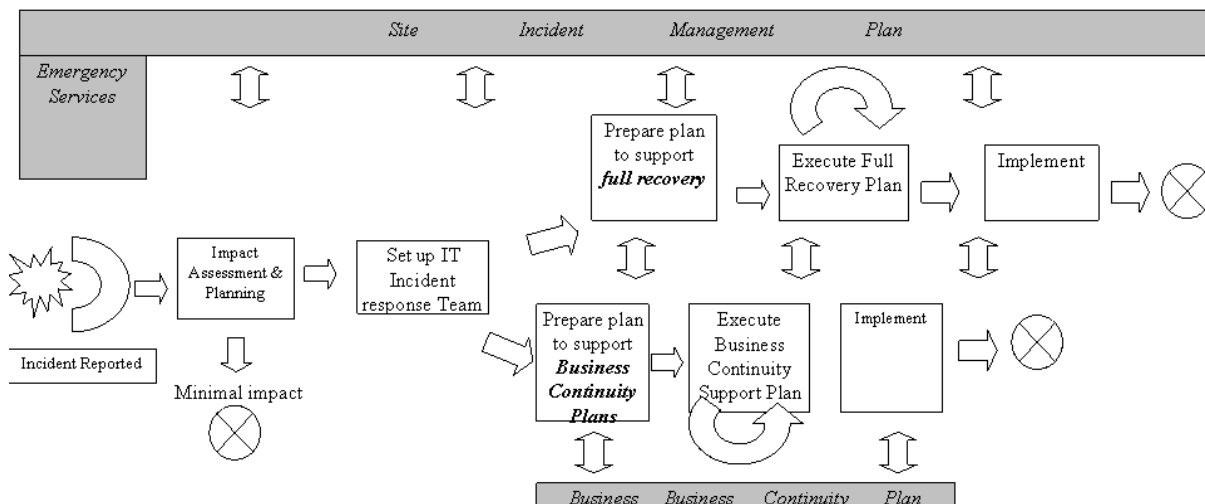 Site Incident Management Plan
Emergency
Services
Prepare plan
to support
full recovery
Execute Full
Recovery Plan
Implement
Impact
Assessment &
Planning
Set up IT
Incident
response Team
Incident Reported
Minimal impact
Prepare plan
to support
Business
Continuity
Plans
Execute
Business
Continuity
Support Plan
Implement
Business Business Continuity Plan